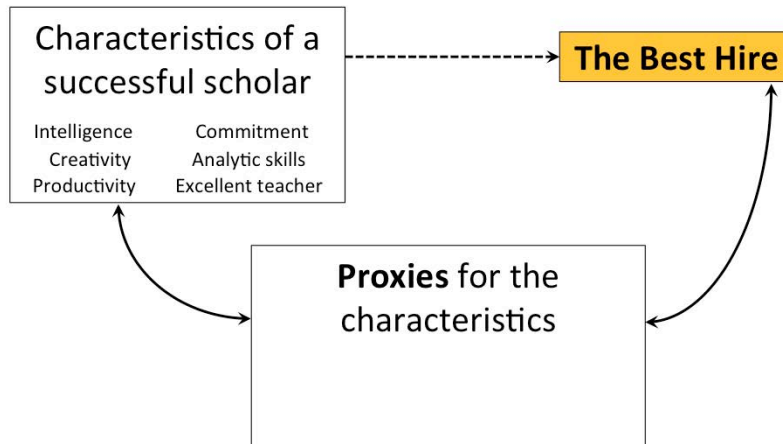 Characteristics of a
successful scholar
Intelligence Commitment
Creativity Analytic skills
Productivity Excellent teacher
The Best Hire
Proxies for the
characteristics